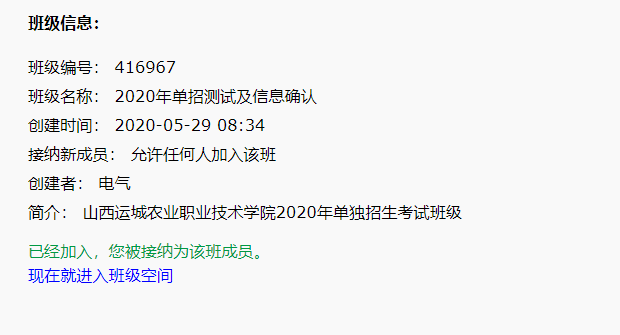 班级信息：
班级编号： 416967
班级名称： 2020年单招测试及信息确认
创建时间： 2020-05-29 08:34
接纳新成员： 允许任何人加入该班
创建者： 电气
简介： 山西运城农业职业技术学院2020年单独招生考试班级
已经加入，您被接纳为该班成员。
现在就进入班级空间